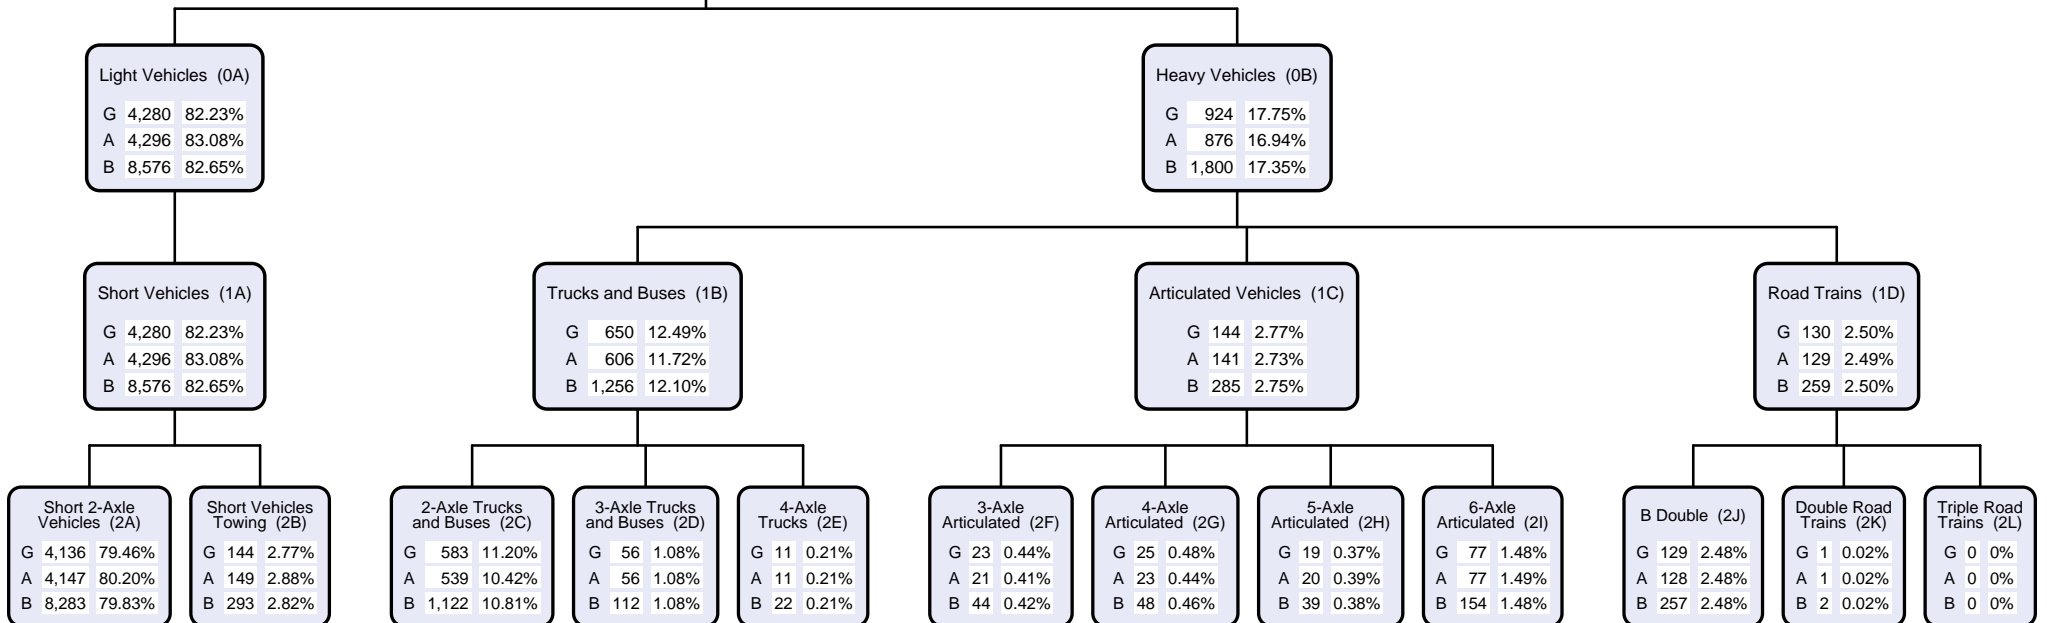 Light Vehicles (0A)
G 4,280 82.23%
A 4,296 83.08%
B 8,576 82.65%
Heavy Vehicles (0B)
G 924 17.75%
A 876 16.94%
B 1,800 17.35%
Short Vehicles (1A)
G 4,280 82.23%
A 4,296 83.08%
B 8,576 82.65%
Trucks and Buses (1B)
G 650 12.49%
A 606 11.72%
B 1,256 12.10%
Articulated Vehicles (1C)
G 144 2.77%
A 141 2.73%
B 285 2.75%
Road Trains (1D)
G 130 2.50%
A 129 2.49%
B 259 2.50%
Short 2-Axle
Vehicles (2A)
G 4,136 79.46%
A 4,147 80.20%
B 8,283 79.83%
Short Vehicles
Towing (2B)
G 144 2.77%
A 149 2.88%
B 293 2.82%
2-Axle Trucks
and Buses (2C)
G 583 11.20%
A 539 10.42%
B 1,122 10.81%
3-Axle Trucks
and Buses (2D)
G 56 1.08%
A 56 1.08%
B 112 1.08%
4-Axle
Trucks (2E)
G 11 0.21%
A 11 0.21%
B 22 0.21%
3-Axle
Articulated (2F)
G 23 0.44%
A 21 0.41%
B 44 0.42%
4-Axle
Articulated (2G)
G 25 0.48%
A 23 0.44%
B 48 0.46%
5-Axle
Articulated (2H)
G 19 0.37%
A 20 0.39%
B 39 0.38%
6-Axle
Articulated (2I)
G 77 1.48%
A 77 1.49%
B 154 1.48%
B Double (2J)
G 129 2.48%
A 128 2.48%
B 257 2.48%
Double Road
Trains (2K)
G 1 0.02%
A 1 0.02%
B 2 0.02%
Triple Road
Trains (2L)
G 0 0%
A 0 0%
B 0 0%